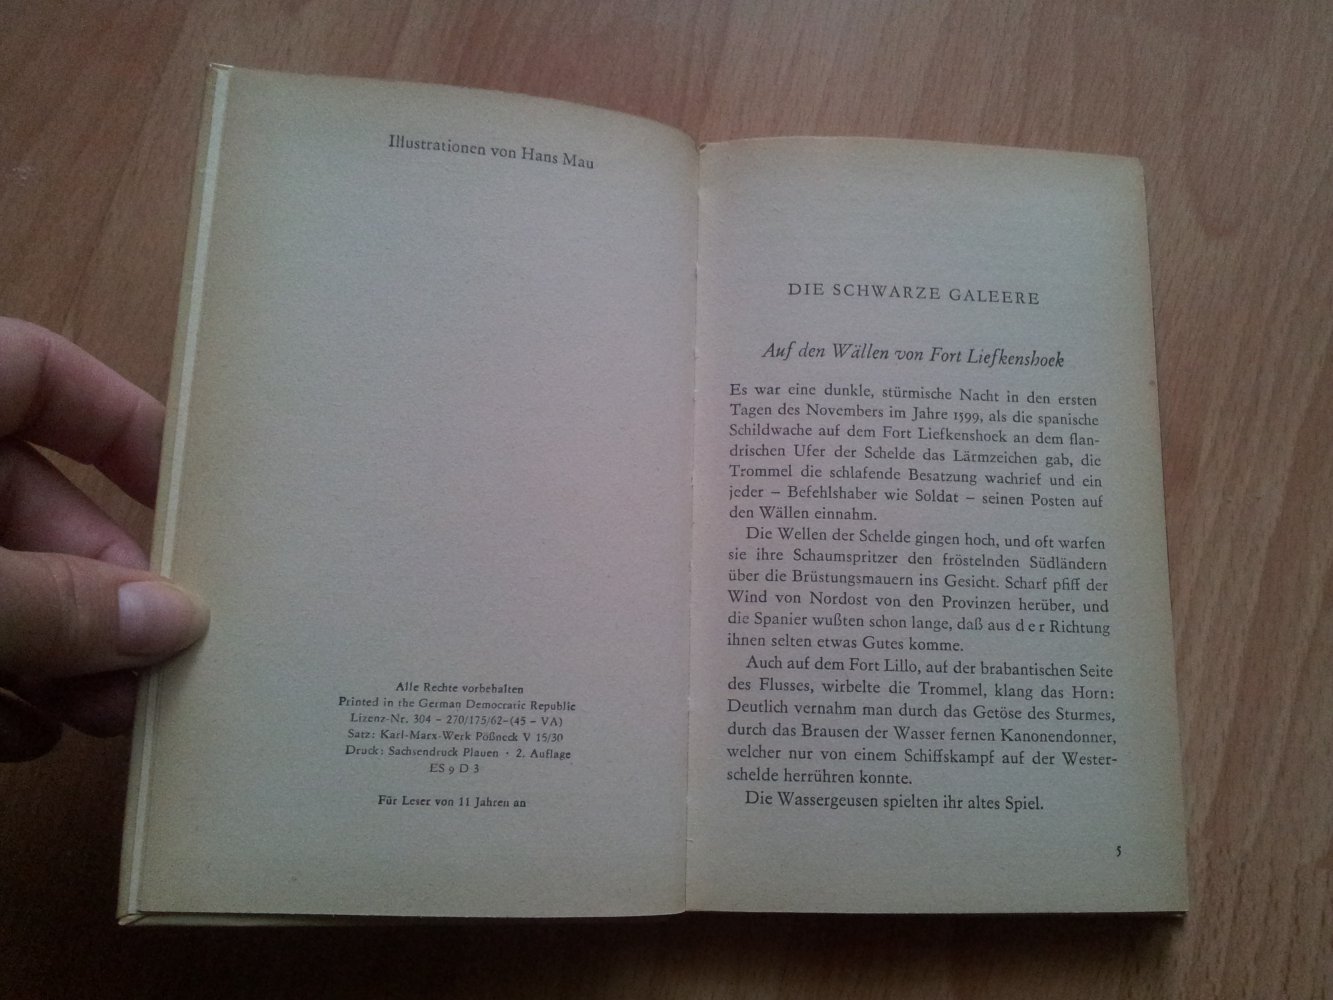 Illustrationen von Hans Mau
Alle Rechte vorbehalten
Printed in the German Democratic Republic
Lizenz-Nr. 304 – 270/175/62–(45 – VA)
Satz: Karl-Marx-Werk Pößneck V 15/30
Druck: Sachsendruck Plauen · 2. Auflage
ES 9 D 3
Für Leser von 11 Jahren an
DIE SCHWARZE GALEERE
Auf den Wällen von Fort Liefkenshoek
Es war eine dunkle, stürmische Nacht in den ersten
Tagen des Novembers im Jahre 1599, als die spanische
Schildwache auf dem Fort Liefkenshoek an dem flan-
drischen Ufer der Schelde das Lärmzeichen gab, die
Trommel die schlafende Besatzung wachrief und ein
jeder – Befehlshaber wie Soldat – seinen Posten auf
den Wällen einnahm.
Die Wellen der Schelde gingen hoch, und oft warfen
sie ihre Schaumspritzer den fröstelnden Südländern
über die Brüstungsmauern ins Gesicht. Scharf pfiff der
Wind von Nordost von den Provinzen herüber, und
die Spanier wußten schon lange, daß aus d e r Richtung
ihnen selten etwas Gutes komme.
Auch auf dem Fort Lillo, auf der brabantischen Seite
des Flusses, wirbelte die Trommel, klang das Horn:
Deutlich vernahm man durch das Getöse des Sturmes,
durch das Brausen der Wasser fernen Kanonendonner,
welcher nur von einem Schiffskampf auf der Wester-
schelde herrühren konnte.
Die Wassergeusen spielten ihr altes Spiel.
5